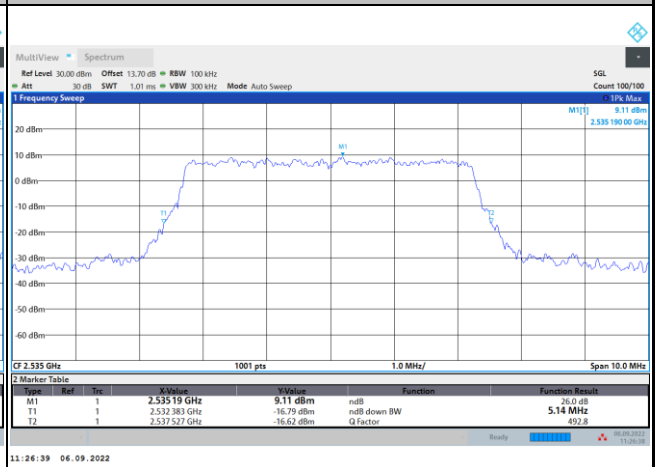 MultiView Spectrum
Ref Level 30.00 dBm Offset 13.70 dB RBW 100 kHz SGL
Att 30 dB SWT 1.01 ms VBW 300 kHz Mode Auto Sweep Count 100/100
1 Frequency Sweep 1Pk Max
M1[1] 9.11 dBm
2.535 190 00 GHz
20 dBm
M1
10 dBm
0 dBm
-10 dBm
T1 T2
-20 dBm
-30 dBm
-40 dBm
-50 dBm
-60 dBm
CF 2.535 GHz 1001 pts 1.0 MHz/ Span 10.0 MHz
2 Marker Table
Type Ref Trc X-Value Y-Value Function Function Result
M1 1 2.53519 GHz 9.11 dBm ndB 26.0 dB
T1 1 2.532 383 GHz -16.79 dBm ndB down BW 5.14 MHz
T2 1 2.537 527 GHz -16.62 dBm Q Factor 492.8
Ready 06.09.2022
11:26:38
11:26:39 06.09.2022